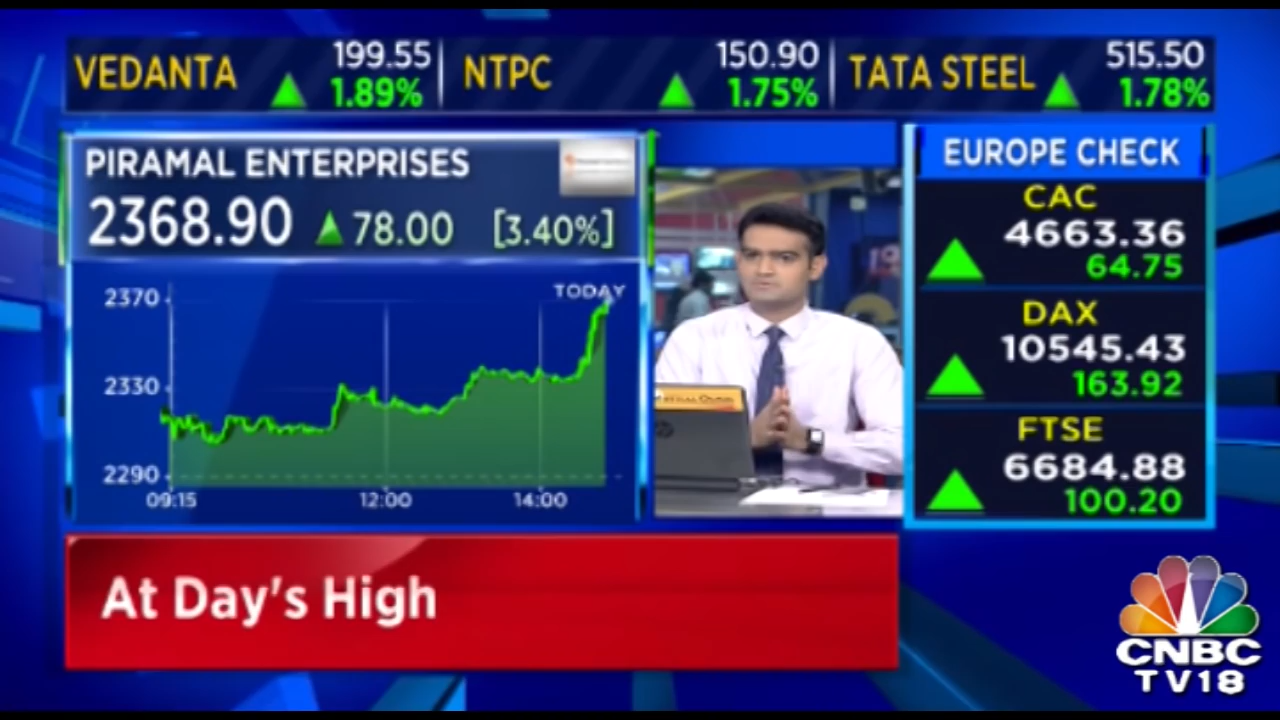 VEDANTA 199.55 1.89%
NTPC 150.90 1.75%
TATA STEEL 515.50 1.78%
PIRAMAL ENTERPRISES
2368.90 78.00 [3.40%]
TODAY
2370
2330
2290
09:15 12:00 14:00
EUROPE CHECK
CAC
4663.36
64.75
DAX
10545.43
163.92
FTSE
6684.88
100.20
At Day's High
CNBC
TV18